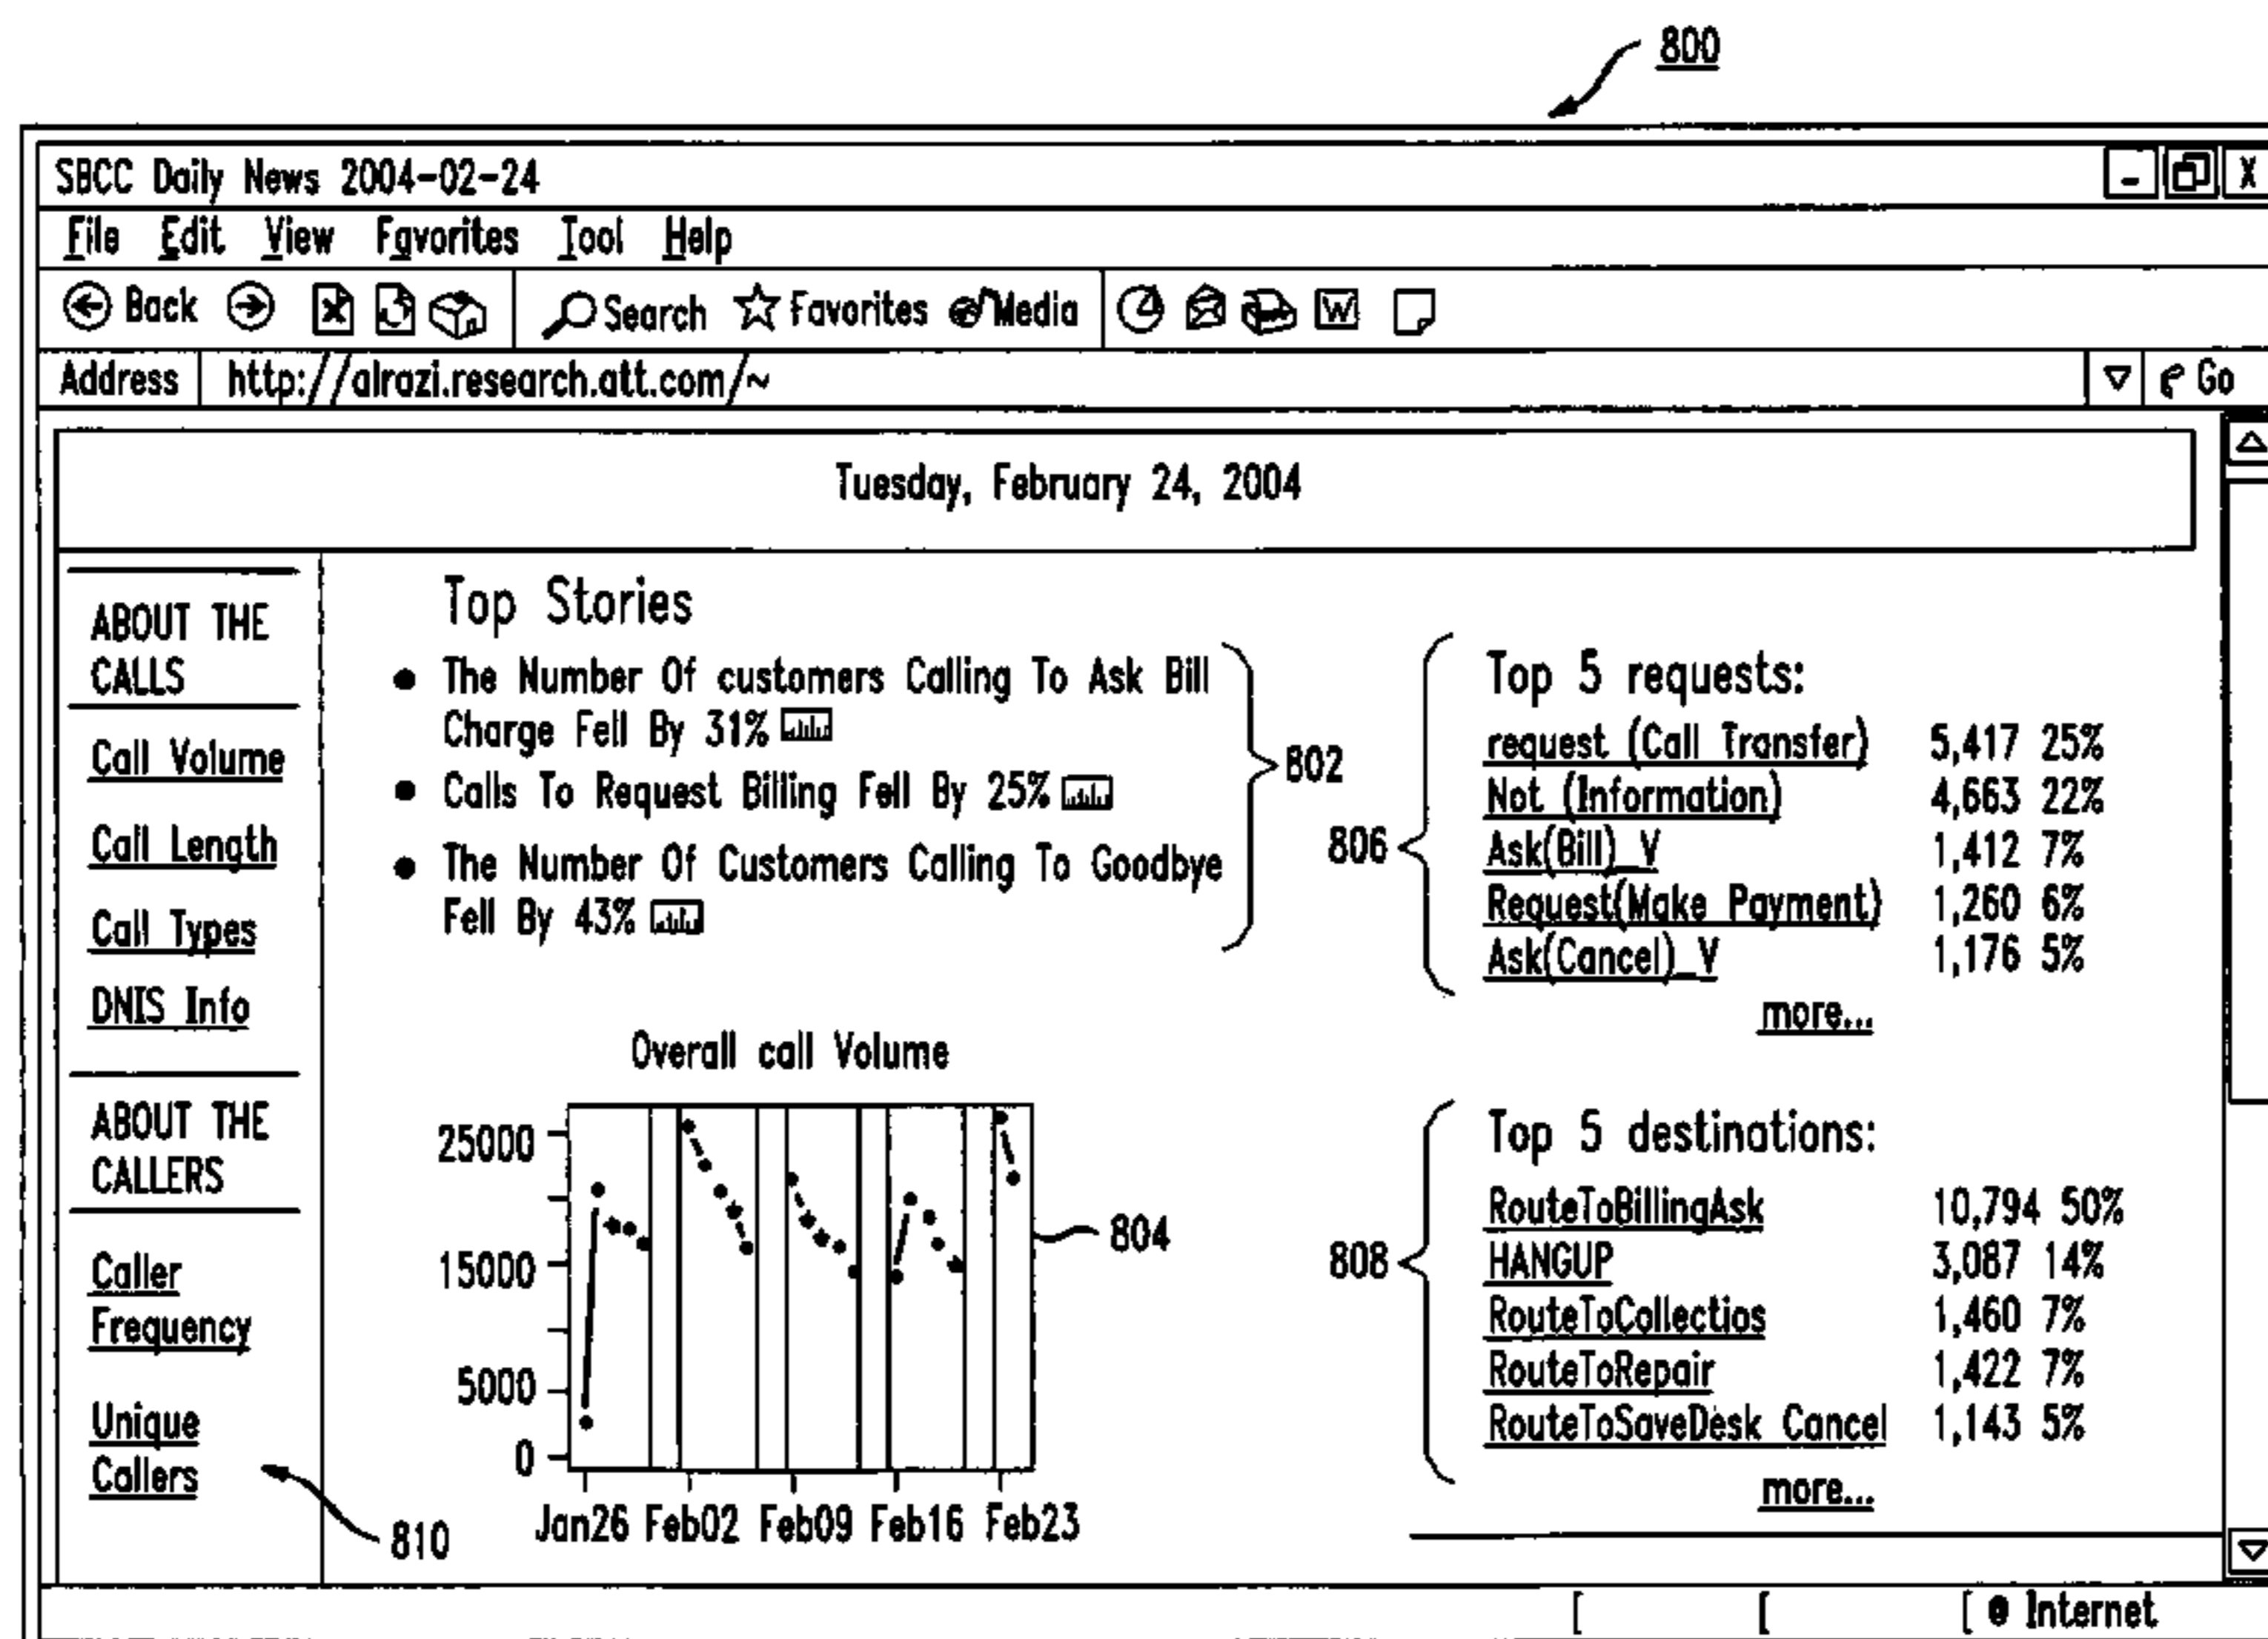 800
SBCC Daily News 2004-02-24
- X
File Edit View Favorites Tool Help
Back Search Favorites Media W
Address http://alrazi.research.att.com/~ Go
Tuesday, February 24, 2004
ABOUT THE
CALLS
Call Volume
Call Length
Call Types
DNIS Info
ABOUT THE
CALLERS
Caller
Frequency
Unique
Callers
810
Top Stories
• The Number Of customers Calling To Ask Bill
Charge Fell By 31%
• Calls To Request Billing Fell By 25%
• The Number Of Customers Calling To Goodbye
Fell By 43%
802
Overall call Volume
25000
15000
5000
0
Jan26 Feb02 Feb09 Feb16 Feb23
804
806
Top 5 requests:
request (Call Transfer) 5,417 25%
Not (Information) 4,663 22%
Ask(Bill)_V 1,412 7%
Request(Make Payment) 1,260 6%
Ask(Cancel)_V 1,176 5%
more...
808
Top 5 destinations:
RouteToBillingAsk 10,794 50%
HANGUP 3,087 14%
RouteToCollectios 1,460 7%
RouteToRepair 1,422 7%
RouteToSaveDesk Cancel 1,143 5%
more...
[ [ [ Internet